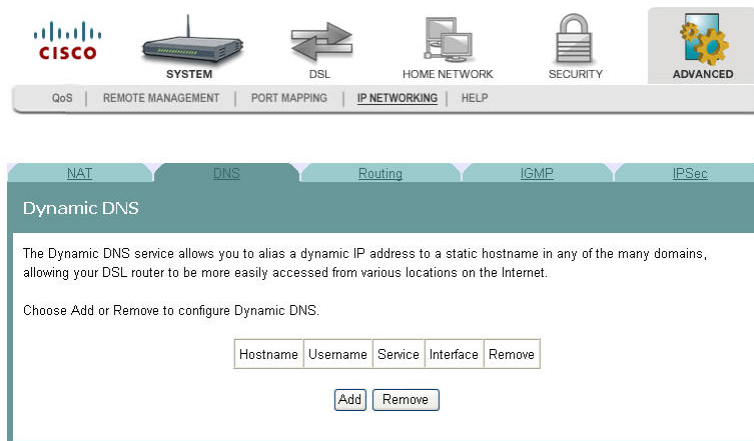 CISCO
SYSTEM DSL HOME NETWORK SECURITY ADVANCED
QoS | REMOTE MANAGEMENT | PORT MAPPING | IP NETWORKING | HELP
NAT DNS Routing IGMP IPSec
Dynamic DNS
The Dynamic DNS service allows you to alias a dynamic IP address to a static hostname in any of the many domains,
allowing your DSL router to be more easily accessed from various locations on the Internet.
Choose Add or Remove to configure Dynamic DNS.
Hostname Username Service Interface Remove
Add Remove